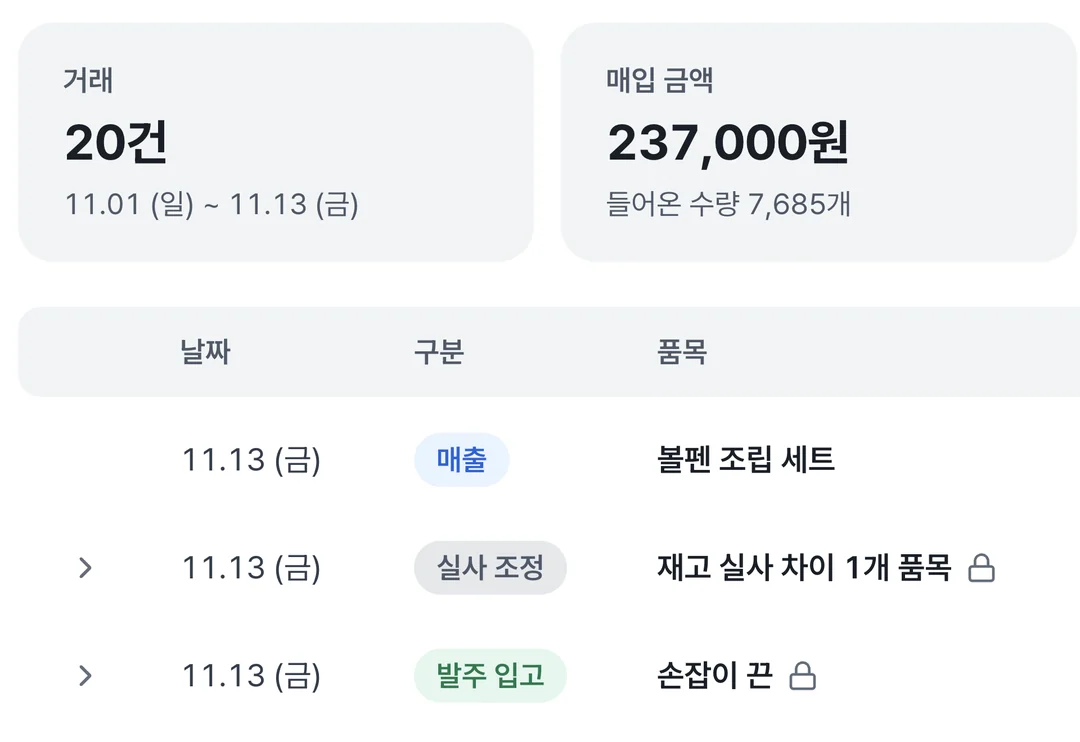 거래
20건
11.01 (일) ~ 11.13 (금)
매입 금액
237,000원
들어온 수량 7,685개
날짜 구분 품목
11.13 (금) 매출 볼펜 조립 세트
11.13 (금) 실사 조정 재고 실사 차이 1개 품목
11.13 (금) 발주 입고 손잡이 끈